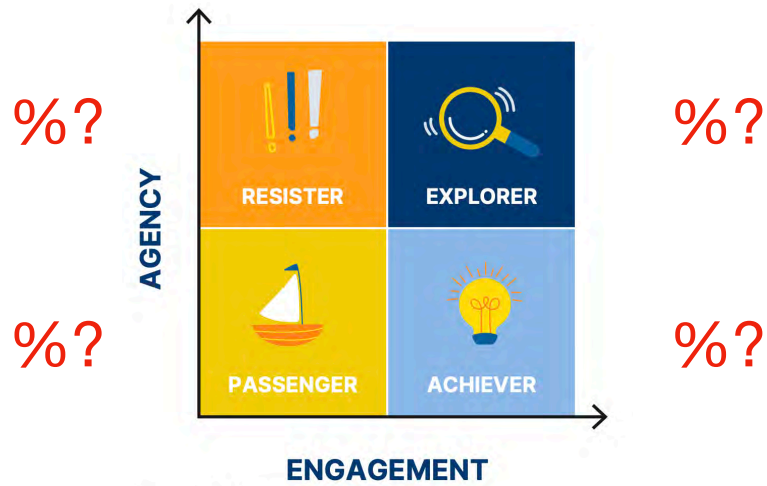 %?
%?
RESISTER
EXPLORER
AGENCY
%?
%?
PASSENGER
ACHIEVER
ENGAGEMENT